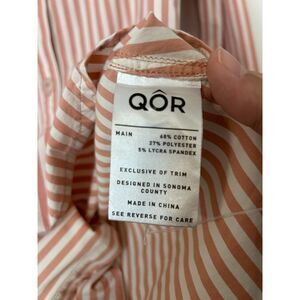 QÔR
MAIN 68% COTTON
27% POLYESTER
5% LYCRA SPANDEX
EXCLUSIVE OF TRIM
DESIGNED IN SONOMA
COUNTY
MADE IN CHINA
SEE REVERSE FOR CARE